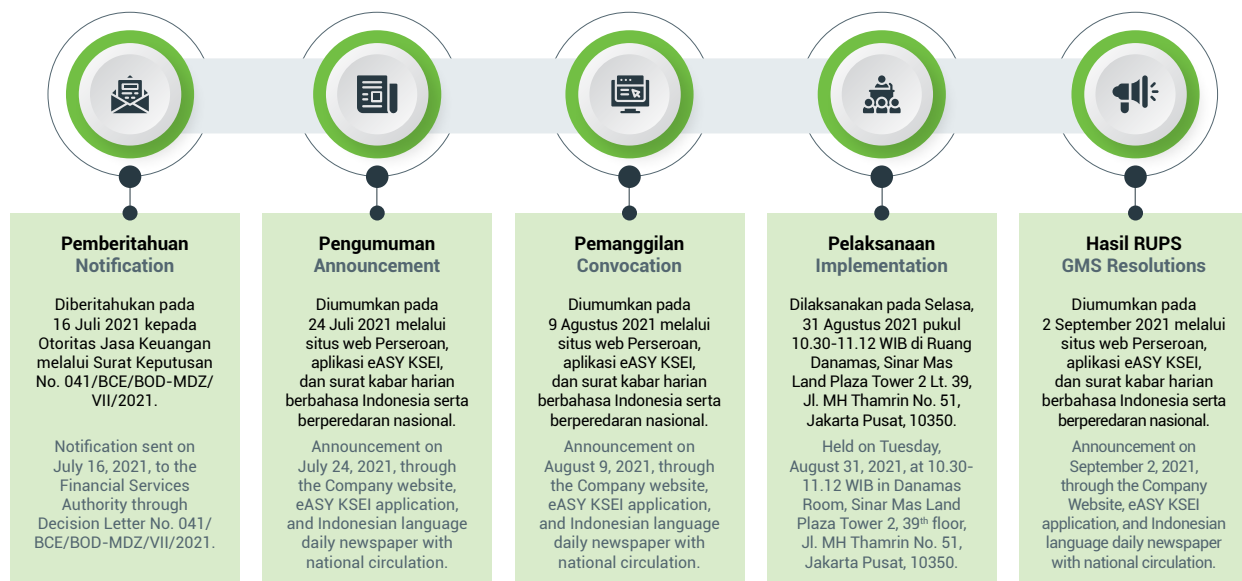 Pemberitahuan
Notification
Diberitahukan pada
16 Juli 2021 kepada
Otoritas Jasa Keuangan
melalui Surat Keputusan
No. 041/BCE/BOD-MDZ/
VII/2021.
Notification sent on
July 16, 2021, to the
Financial Services
Authority through
Decision Letter No. 041/
BCE/BOD-MDZ/VII/2021.
Pengumuman
Announcement
Diumumkan pada
24 Juli 2021 melalui
situs web Perseroan,
aplikasi eASY KSEI,
dan surat kabar harian
berbahasa Indonesia serta
berperedaran nasional.
Announcement on
July 24, 2021, through
the Company website,
eASY KSEI application,
and Indonesian language
daily newspaper with
national circulation.
Pemanggilan
Convocation
Diumumkan pada
9 Agustus 2021 melalui
situs web Perseroan,
aplikasi eASY KSEI,
dan surat kabar harian
berbahasa Indonesia serta
berperedaran nasional.
Announcement on
August 9, 2021, through
the Company website,
eASY KSEI application,
and Indonesian language
daily newspaper with
national circulation.
Pelaksanaan
Implementation
Dilaksanakan pada Selasa,
31 Agustus 2021 pukul
10.30-11.12 WIB di Ruang
Danamas, Sinar Mas
Land Plaza Tower 2 Lt. 39,
Jl. MH Thamrin No. 51,
Jakarta Pusat, 10350.
Held on Tuesday,
August 31, 2021, at 10.30-
11.12 WIB in Danamas
Room, Sinar Mas Land
Plaza Tower 2, 39th floor,
Jl. MH Thamrin No. 51,
Jakarta Pusat, 10350.
Hasil RUPS
GMS Resolutions
Diumumkan pada
2 September 2021 melalui
situs web Perseroan,
aplikasi eASY KSEI,
dan surat kabar harian
berbahasa Indonesia serta
berperedaran nasional.
Announcement on
September 2, 2021,
through the Company
Website, eASY KSEI
application, and Indonesian
language daily newspaper
with national circulation.